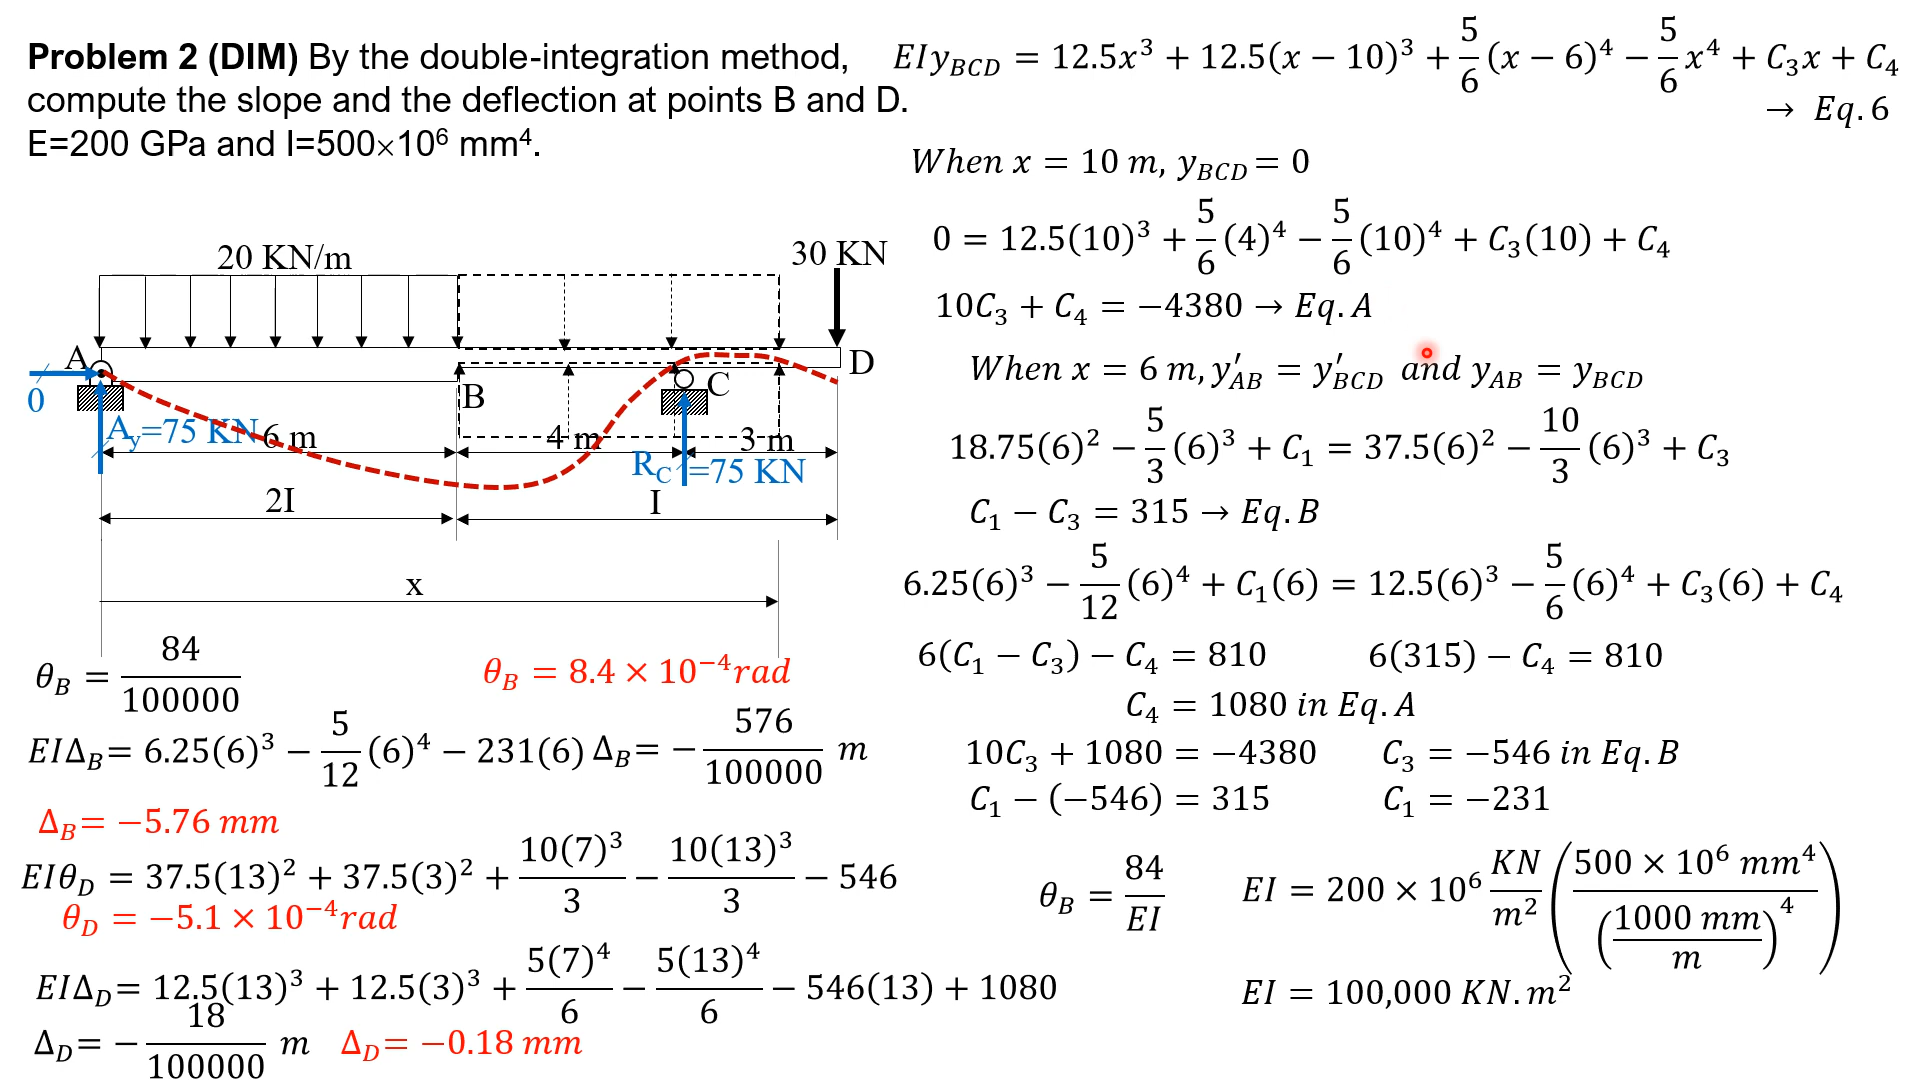 Problem 2 (DIM) By the double-integration method,
compute the slope and the deflection at points B and D.
E=200 GPa and I=500×10⁶ mm⁴.
20 KN/m
30 KN
A
B
C
D
0
A_y=75 KN
6 m
4 m
3 m
R_C=75 KN
2I
I
x
θ_B = 84/100000
θ_B = 8.4 × 10⁻⁴rad
EIΔ_B= 6.25(6)³ − 5/12 (6)⁴ − 231(6)
Δ_B= − 576/100000 m
Δ_B= −5.76 mm
EIθ_D = 37.5(13)² + 37.5(3)² + 10(7)³/3 − 10(13)³/3 − 546
θ_D = −5.1 × 10⁻⁴rad
EIΔ_D= 12.5(13)³ + 12.5(3)³ + 5(7)⁴/6 − 5(13)⁴/6 − 546(13) + 1080
Δ_D= − 18/100000 m
Δ_D= −0.18 mm
EIy_BCD = 12.5x³ + 12.5(x − 10)³ + 5/6 (x − 6)⁴ − 5/6 x⁴ + C₃x + C₄
→ Eq.6
When x = 10 m, y_BCD = 0
0 = 12.5(10)³ + 5/6 (4)⁴ − 5/6 (10)⁴ + C₃(10) + C₄
10C₃ + C₄ = −4380 → Eq.A
When x = 6 m, y′_AB = y′_BCD and y_AB = y_BCD
18.75(6)² − 5/3 (6)³ + C₁ = 37.5(6)² − 10/3 (6)³ + C₃
C₁ − C₃ = 315 → Eq.B
6.25(6)³ − 5/12 (6)⁴ + C₁(6) = 12.5(6)³ − 5/6 (6)⁴ + C₃(6) + C₄
6(C₁ − C₃) − C₄ = 810
6(315) − C₄ = 810
C₄ = 1080 in Eq.A
10C₃ + 1080 = −4380
C₃ = −546 in Eq.B
C₁ − (−546) = 315
C₁ = −231
θ_B = 84/EI
EI = 200 × 10⁶ KN/m² (500 × 10⁶ mm⁴/(1000 mm/m)⁴)
EI = 100,000 KN.m²